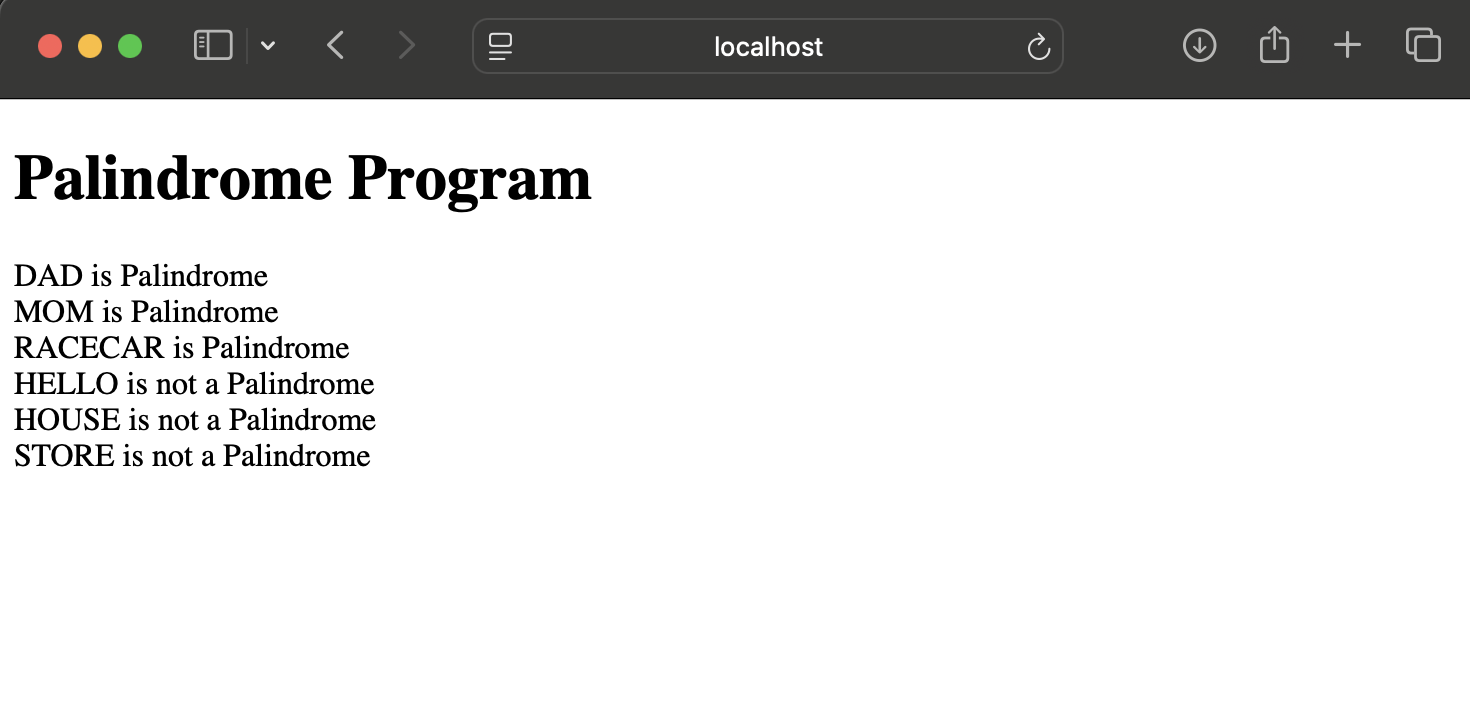 localhost
Palindrome Program
DAD is Palindrome
MOM is Palindrome
RACECAR is Palindrome
HELLO is not a Palindrome
HOUSE is not a Palindrome
STORE is not a Palindrome